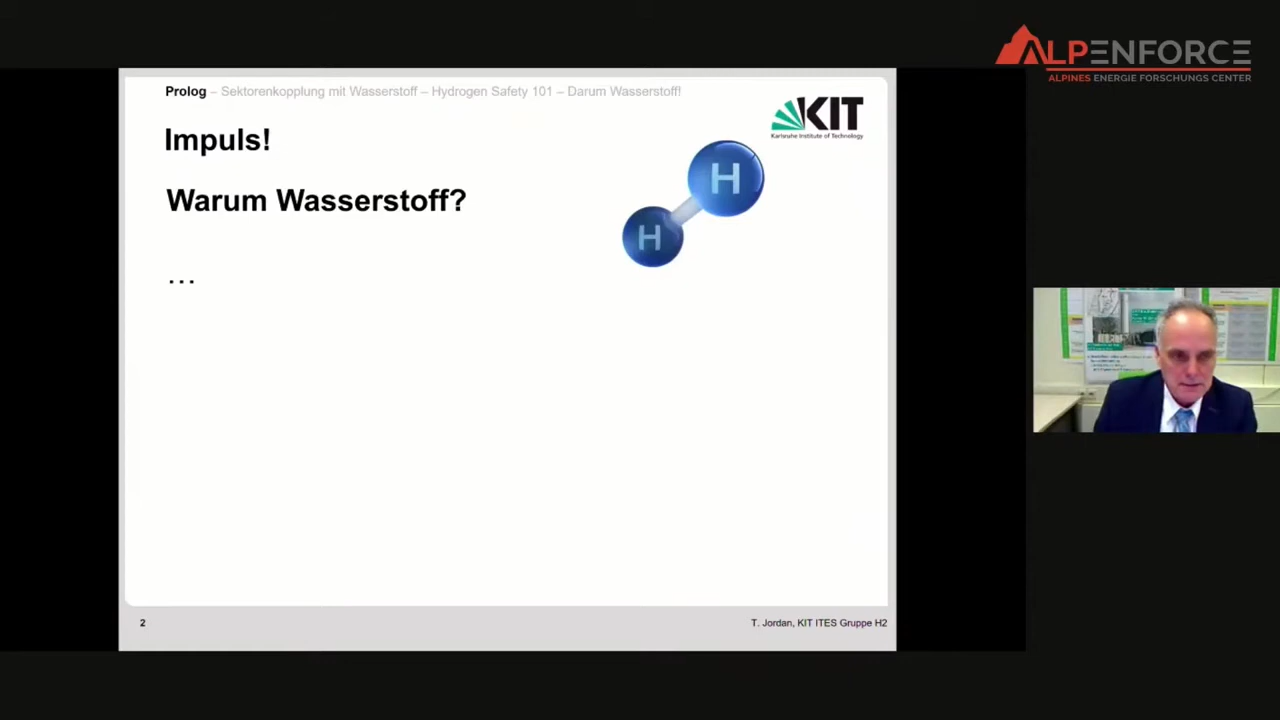 ALPENFORCE
ALPINES ENERGIE FORSCHUNGS CENTER
Prolog – Sektorenkopplung mit Wasserstoff – Hydrogen Safety 101 – Darum Wasserstoff!
KIT
Karlsruhe Institute of Technology
Impuls!
H
Warum Wasserstoff?
H
…
2
T. Jordan, KIT ITES Gruppe H2